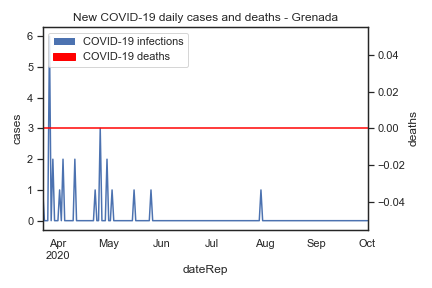 New COVID-19 daily cases and deaths - Grenada
COVID-19 infections
COVID-19 deaths
6
5
4
3
2
1
0
cases
0.04
0.02
0.00
−0.02
−0.04
deaths
Apr May Jun Jul Aug Sep Oct
2020
dateRep